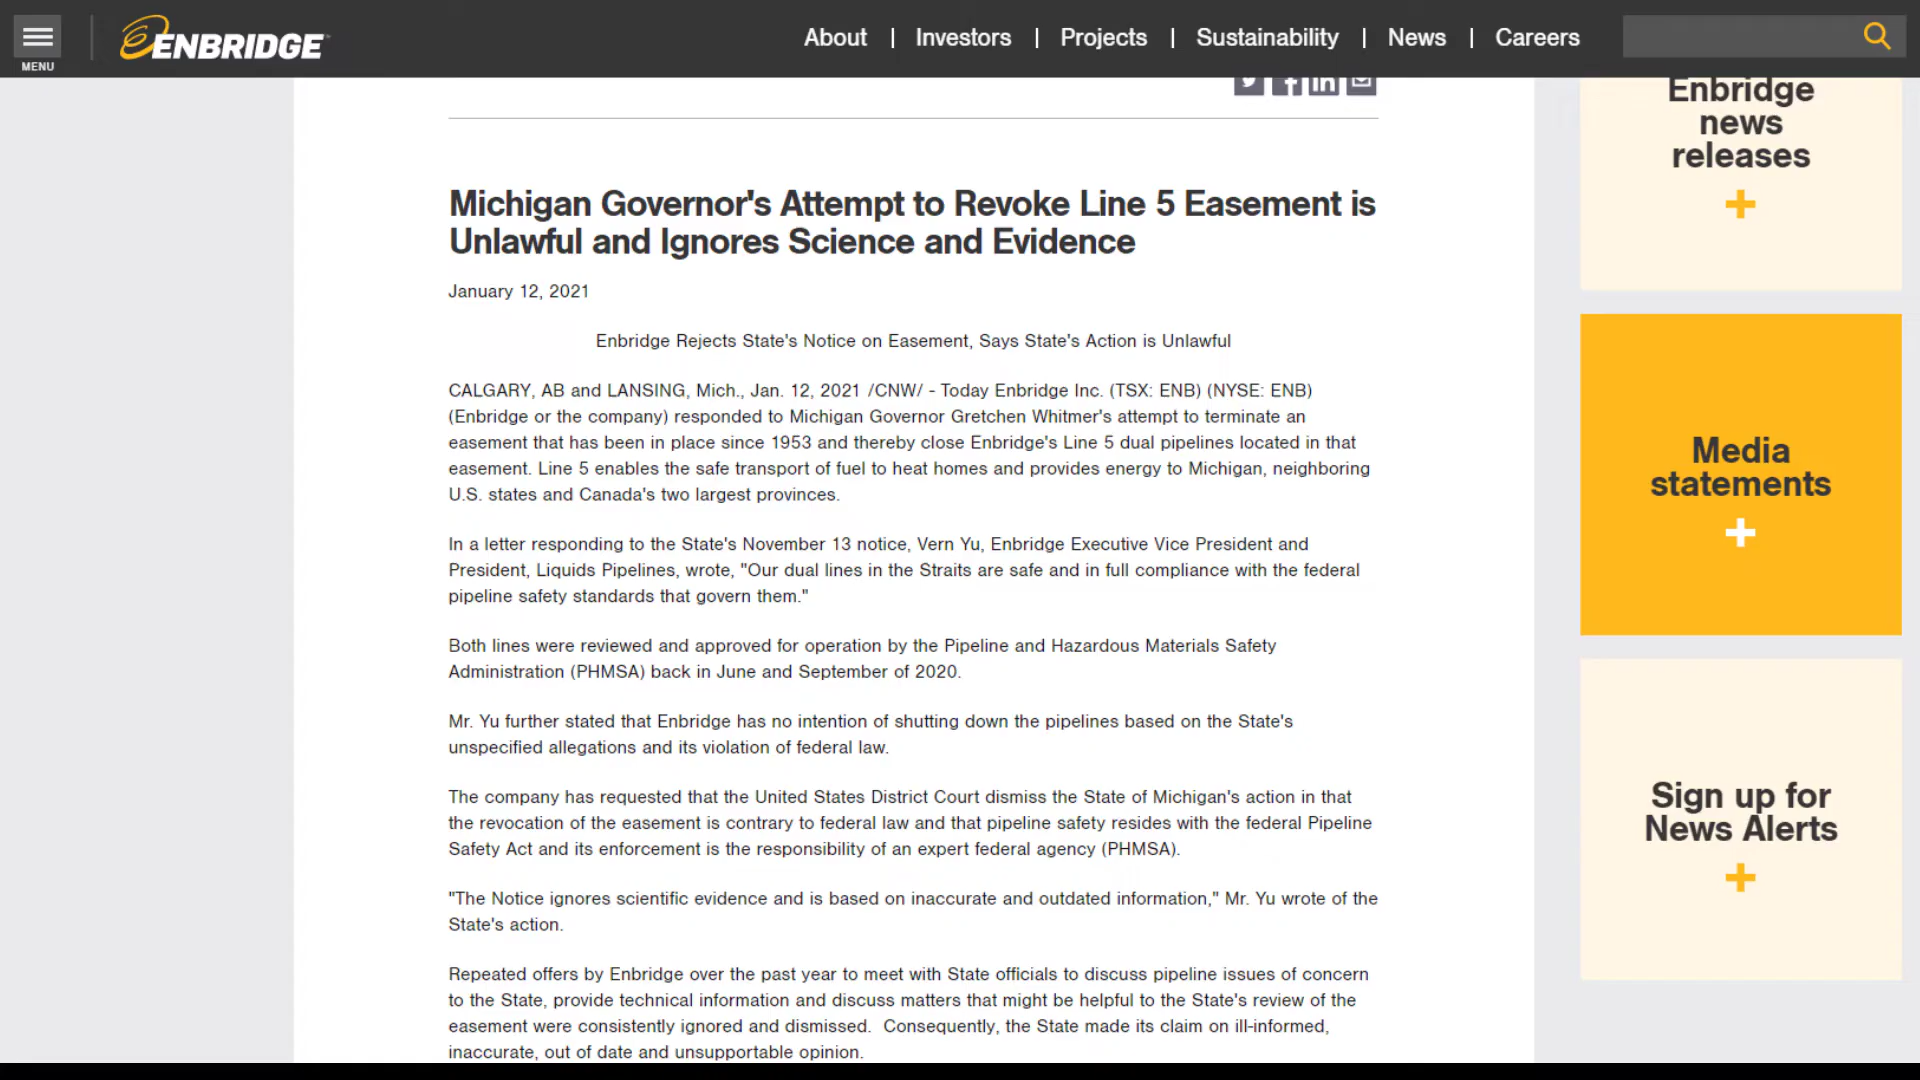 MENU
ENBRIDGE
About | Investors | Projects | Sustainability | News | Careers
Michigan Governor's Attempt to Revoke Line 5 Easement is
Unlawful and Ignores Science and Evidence
January 12, 2021
Enbridge Rejects State's Notice on Easement, Says State's Action is Unlawful
CALGARY, AB and LANSING, Mich., Jan. 12, 2021 /CNW/ - Today Enbridge Inc. (TSX: ENB) (NYSE: ENB)
(Enbridge or the company) responded to Michigan Governor Gretchen Whitmer's attempt to terminate an
easement that has been in place since 1953 and thereby close Enbridge's Line 5 dual pipelines located in that
easement. Line 5 enables the safe transport of fuel to heat homes and provides energy to Michigan, neighboring
U.S. states and Canada's two largest provinces.
In a letter responding to the State's November 13 notice, Vern Yu, Enbridge Executive Vice President and
President, Liquids Pipelines, wrote, "Our dual lines in the Straits are safe and in full compliance with the federal
pipeline safety standards that govern them."
Both lines were reviewed and approved for operation by the Pipeline and Hazardous Materials Safety
Administration (PHMSA) back in June and September of 2020.
Mr. Yu further stated that Enbridge has no intention of shutting down the pipelines based on the State's
unspecified allegations and its violation of federal law.
The company has requested that the United States District Court dismiss the State of Michigan's action in that
the revocation of the easement is contrary to federal law and that pipeline safety resides with the federal Pipeline
Safety Act and its enforcement is the responsibility of an expert federal agency (PHMSA).
"The Notice ignores scientific evidence and is based on inaccurate and outdated information," Mr. Yu wrote of the
State's action.
Repeated offers by Enbridge over the past year to meet with State officials to discuss pipeline issues of concern
to the State, provide technical information and discuss matters that might be helpful to the State's review of the
easement were consistently ignored and dismissed.  Consequently, the State made its claim on ill-informed,
inaccurate, out of date and unsupportable opinion.
Enbridge
news
releases
+
Media
statements
+
Sign up for
News Alerts
+